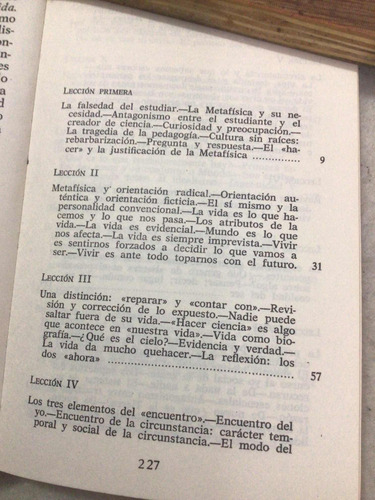 ida.
LECCIÓN PRIMERA
La falsedad del estudiar.—La Metafísica y su ne-
cesidad.—Antagonismo entre el estudiante y el
creador de ciencia.—Curiosidad y preocupación.—
La tragedia de la pedagogía.—Cultura sin raíces:
rebarbarización.—Pregunta y respuesta.—El «ha-
cer» y la justificación de la Metafísica .................. 9
LECCIÓN II
Metafísica y orientación radical.—Orientación au-
téntica y orientación ficticia.—El sí mismo y la
personalidad convencional.—La vida es lo que ha-
cemos y lo que nos pasa.—Los atributos de la
vida.—La vida es evidencial.—Mundo es lo que
nos afecta.—La vida es siempre imprevista.—Vivir
es sentirnos forzados a decidir lo que vamos a
ser.—Vivir es ante todo toparnos con el futuro. 31
LECCIÓN III
Una distinción: «reparar» y «contar con».—Revi-
sión y corrección de lo expuesto.—Nadie puede
saltar fuera de su vida.—«Hacer ciencia» es algo
que acontece en «nuestra vida».—Vida como bio-
grafía.—¿Qué es el cielo?—Evidencia y verdad.—
La vida da mucho quehacer.—La reflexión: los
dos «ahora» .................. 57
LECCIÓN IV
Los tres elementos del «encuentro».—Encuentro del
yo.—Encuentro de la circunstancia: carácter tem-
poral y social de la circunstancia.—El modo del
227